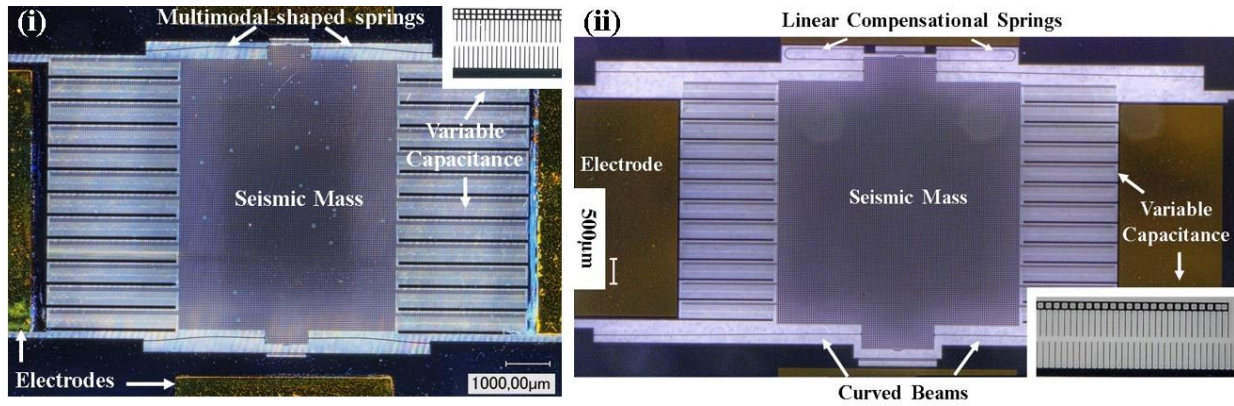 (i)
Multimodal-shaped springs
Variable
Capacitance
Seismic Mass
Electrodes
1000,00µm
(ii)
Linear Compensational Springs
Electrode
Seismic Mass
500µm
Variable
Capacitance
Curved Beams